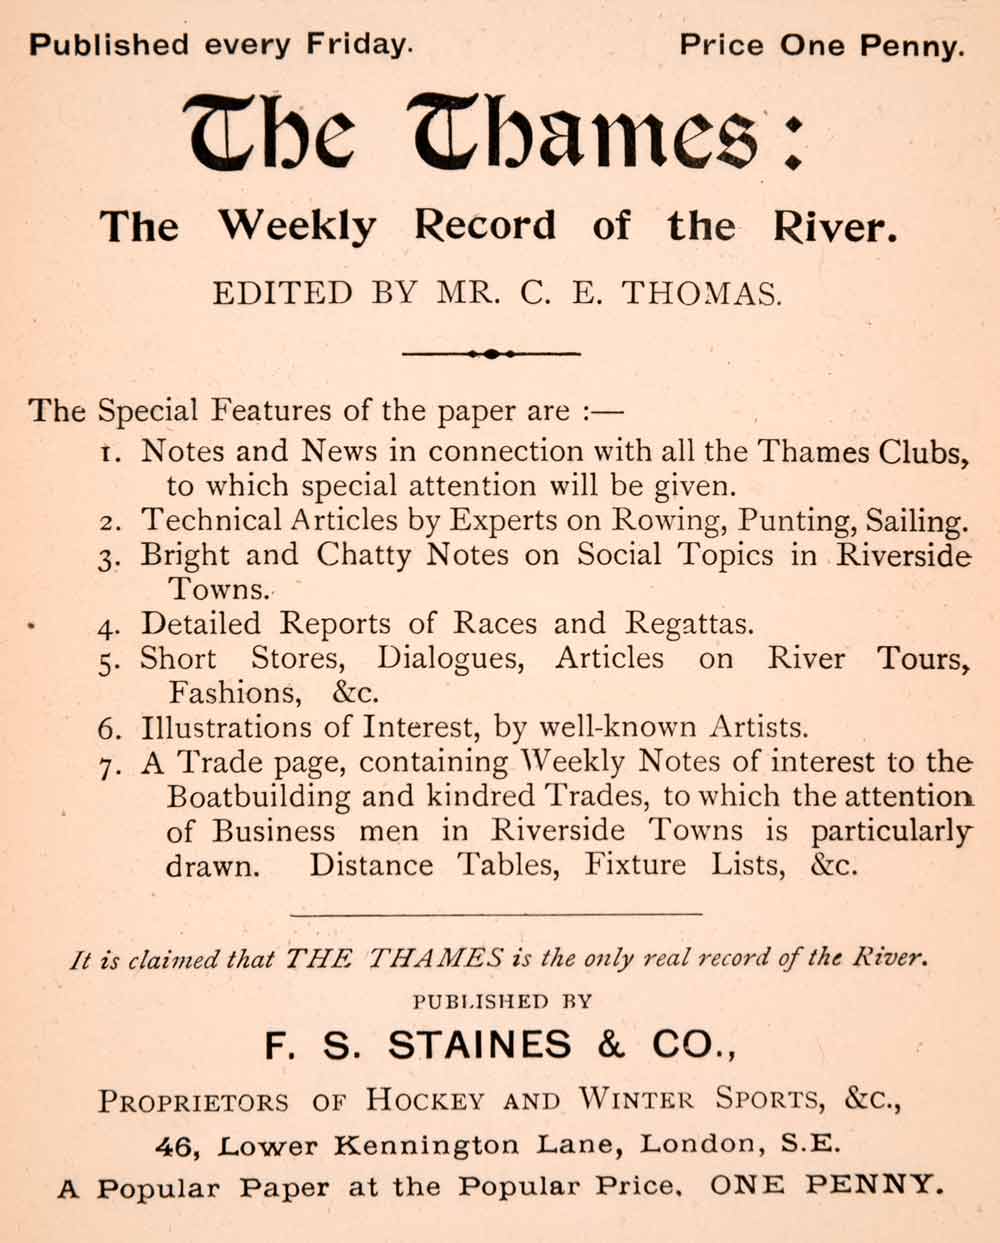 Published every Friday. Price One Penny.
The Thames:
The Weekly Record of the River.
EDITED BY MR. C. E. THOMAS.
The Special Features of the paper are :—
1. Notes and News in connection with all the Thames Clubs,
to which special attention will be given.
2. Technical Articles by Experts on Rowing, Punting, Sailing.
3. Bright and Chatty Notes on Social Topics in Riverside
Towns.
4. Detailed Reports of Races and Regattas.
5. Short Stores, Dialogues, Articles on River Tours,
Fashions, &c.
6. Illustrations of Interest, by well-known Artists.
7. A Trade page, containing Weekly Notes of interest to the
Boatbuilding and kindred Trades, to which the attention
of Business men in Riverside Towns is particularly
drawn. Distance Tables, Fixture Lists, &c.
It is claimed that THE THAMES is the only real record of the River.
PUBLISHED BY
F. S. STAINES & CO.,
PROPRIETORS OF HOCKEY AND WINTER SPORTS, &c.,
46, Lower Kennington Lane, London, S.E.
A Popular Paper at the Popular Price, ONE PENNY.